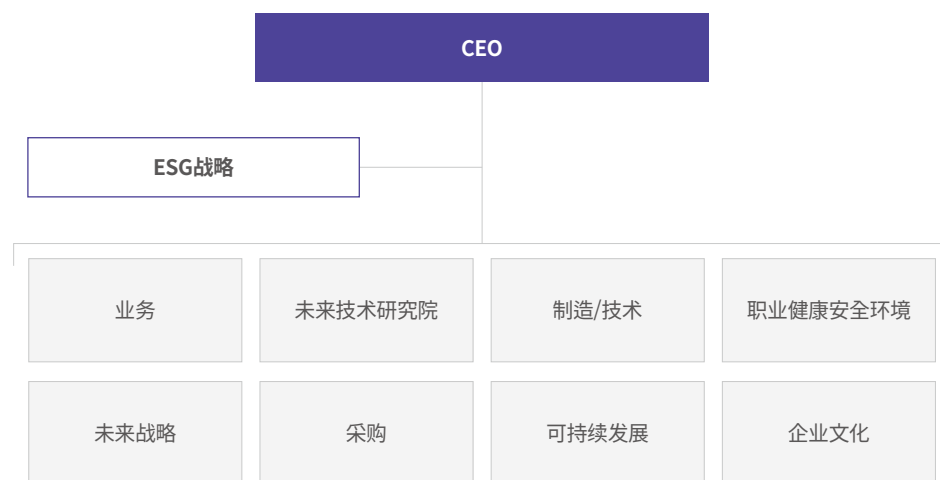 CEO
ESG战略
业务
未来技术研究院
制造/技术
职业健康安全环境
未来战略
采购
可持续发展
企业文化